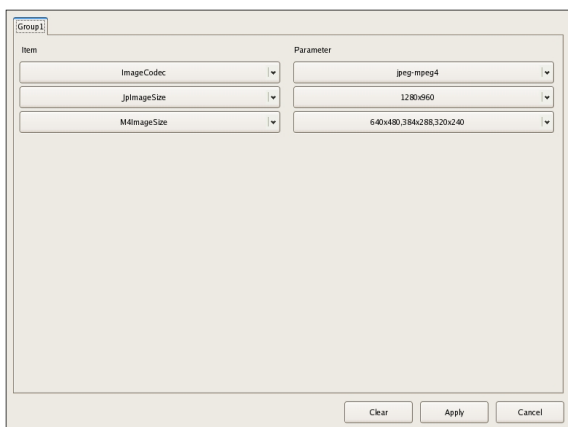 Group1
Item Parameter
ImageCodec jpeg-mpeg4
JpImageSize 1280x960
M4ImageSize 640x480,384x288,320x240
Clear Apply Cancel